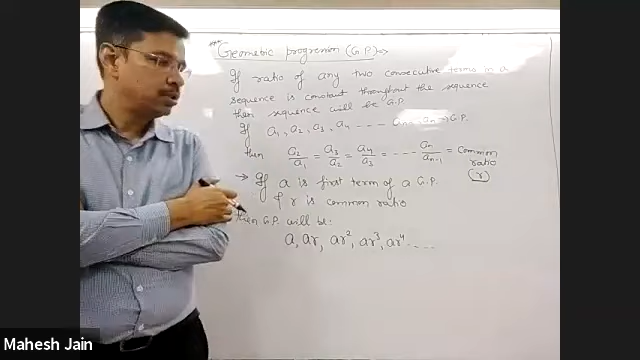 *** Geometric progression (G.P.) :->
If ratio of any two consecutive terms in a
sequence is constant throughout the sequence
then sequence will be G.P.
If a₁, a₂, a₃, a₄ ---- aₙ₋₁, aₙ → G.P.
then a₂/a₁ = a₃/a₂ = a₄/a₃ = ---- aₙ/aₙ₋₁ = common ratio (r)
→ If a is first term of a G.P.
& r is common ratio
then G.P. will be:
a, ar, ar², ar³, ar⁴ ----
Mahesh Jain